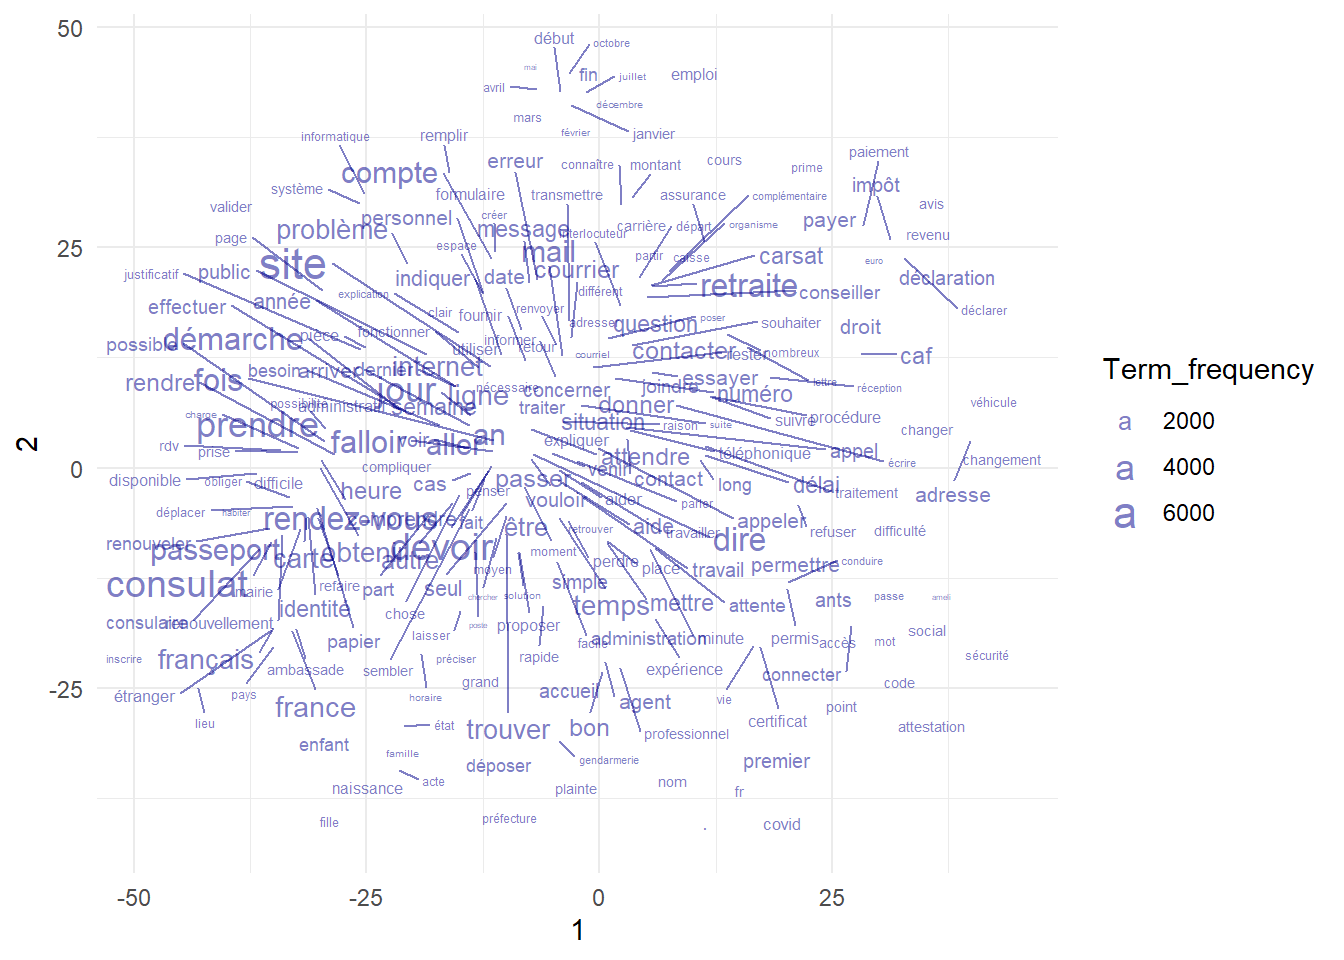 50
début
octobre
mai
fin
juillet
emploi
avril
décembre
mars
février
janvier
informatique
remplir
erreur
connaître
montant
cours
paiement
prime
compte
système
formulaire
transmettre
assurance
complémentaire
impôt
valider
personnel
créer
avis
problème
message
interlocuteur
carrière
départ
organisme
payer
page
espace
revenu
25
site
mail
courrier
partir
caisse
carsat
euro
justificatif
public
indiquer
date
déclaration
retraite
conseiller
différent
explication
effectuer
année
clair
fournir
renvoyer
adresser
question
poser
souhaiter
droit
déclarer
démarche
pièce
fonctionner
informer
possible
utiliser
retour
courriel
contacter
rester
nombreux
caf
internet
besoin
arriver
dernier
rendre
fois
nécessaire
concerner
joindre
essayer
lettre
réception
jour
ligne
numéro
possibilité
administratif
semaine
traiter
donner
véhicule
charge
prendre
situation
raison
suite
suivre
procédure
changer
rdv
prise
falloir
voir
aller
an
expliquer
téléphonique
appel
écrire
changement
2
0
compliquer
venir
attendre
disponible
obliger
difficile
cas
passer
contact
long
délai
traitement
adresse
heure
penser
vouloir
aider
parler
déplacer
habiter
rendez-vous
comprendre
fait
être
retrouver
aide
travailler
appeler
refuser
difficulté
dire
renouveler
passeport
carte
obtenir
devoir
autre
moment
perdre
place
travail
permettre
conduire
consulat
mairie
refaire
part
seul
moyen
simple
chercher
solution
temps
mettre
attente
ants
passe
ameli
identité
chose
consulaire
renouvellement
papier
laisser
poste
proposer
facile
administration
minute
permis
accès
mot
social
inscrire
français
ambassade
sembler
préciser
rapide
expérience
connecter
sécurité
-25
étranger
pays
horaire
grand
accueil
agent
vie
code
point
lieu
france
état
trouver
bon
professionnel
certificat
attestation
enfant
famille
déposer
gendarmerie
premier
naissance
acte
plainte
nom
fr
fille
préfecture
.
covid
-50
-25
0
25
1
Term_frequency
a 2000
a 4000
a 6000